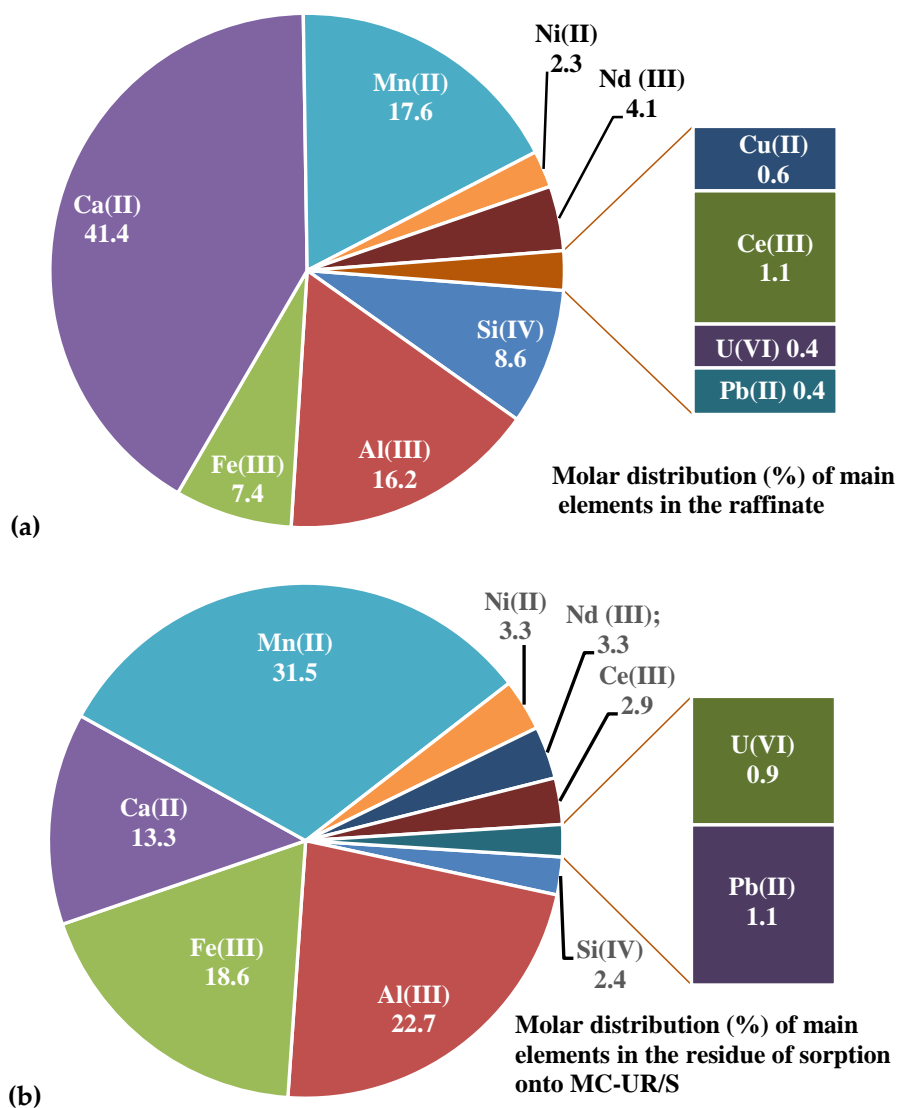 Ni(II)
2.3
Mn(II)
17.6
Nd (III)
4.1
Cu(II)
0.6
Ca(II)
41.4
Ce(III)
1.1
Si(IV)
8.6
U(VI) 0.4
Pb(II) 0.4
Al(III)
16.2
Fe(III)
7.4
Molar distribution (%) of main
elements in the raffinate
(a)
Ni(II)
3.3
Nd (III);
3.3
Mn(II)
31.5
Ce(III)
2.9
U(VI)
0.9
Ca(II)
13.3
Pb(II)
1.1
Fe(III)
18.6
Si(IV)
2.4
Al(III)
22.7
Molar distribution (%) of main
elements in the residue of sorption
onto MC-UR/S
(b)